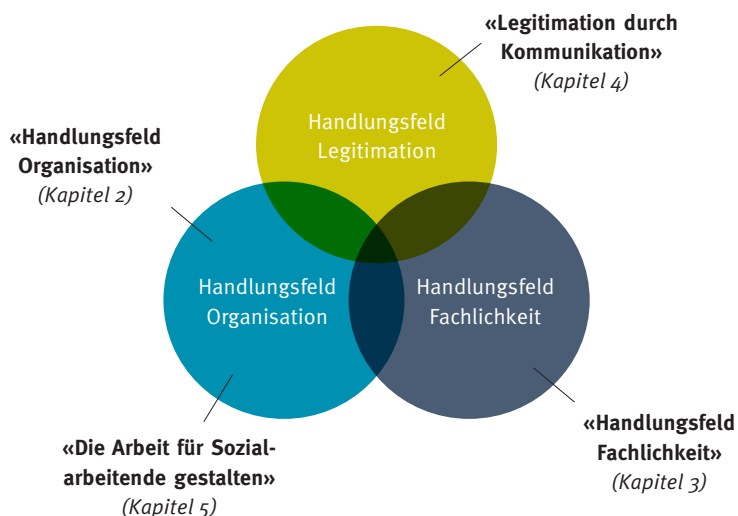 «Legitimation durch
Kommunikation»
(Kapitel 4)
Handlungsfeld
Legitimation
«Handlungsfeld
Organisation»
(Kapitel 2)
Handlungsfeld
Organisation
Handlungsfeld
Fachlichkeit
«Die Arbeit für Sozial-
arbeitende gestalten»
(Kapitel 5)
«Handlungsfeld
Fachlichkeit»
(Kapitel 3)